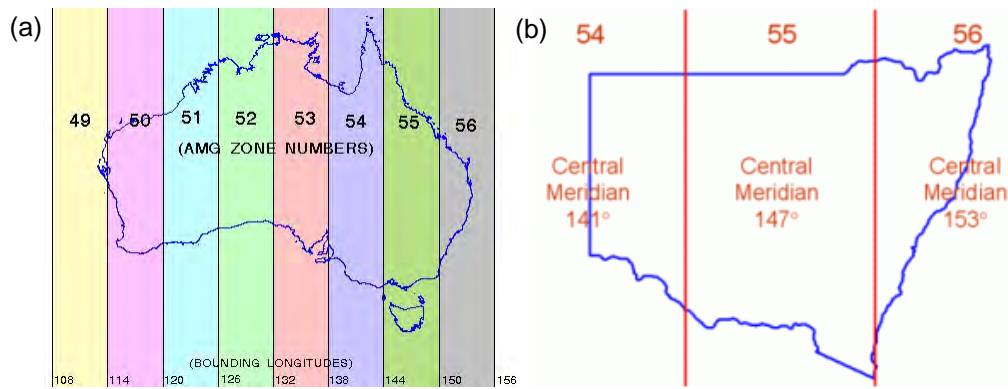 (a)
49 50 51 52 53 54 55 56
(AMG ZONE NUMBERS)
(BOUNDING LONGITUDES)
108 114 120 126 132 138 144 150 156
(b)
54 55 56
Central Meridian 141°
Central Meridian 147°
Central Meridian 153°